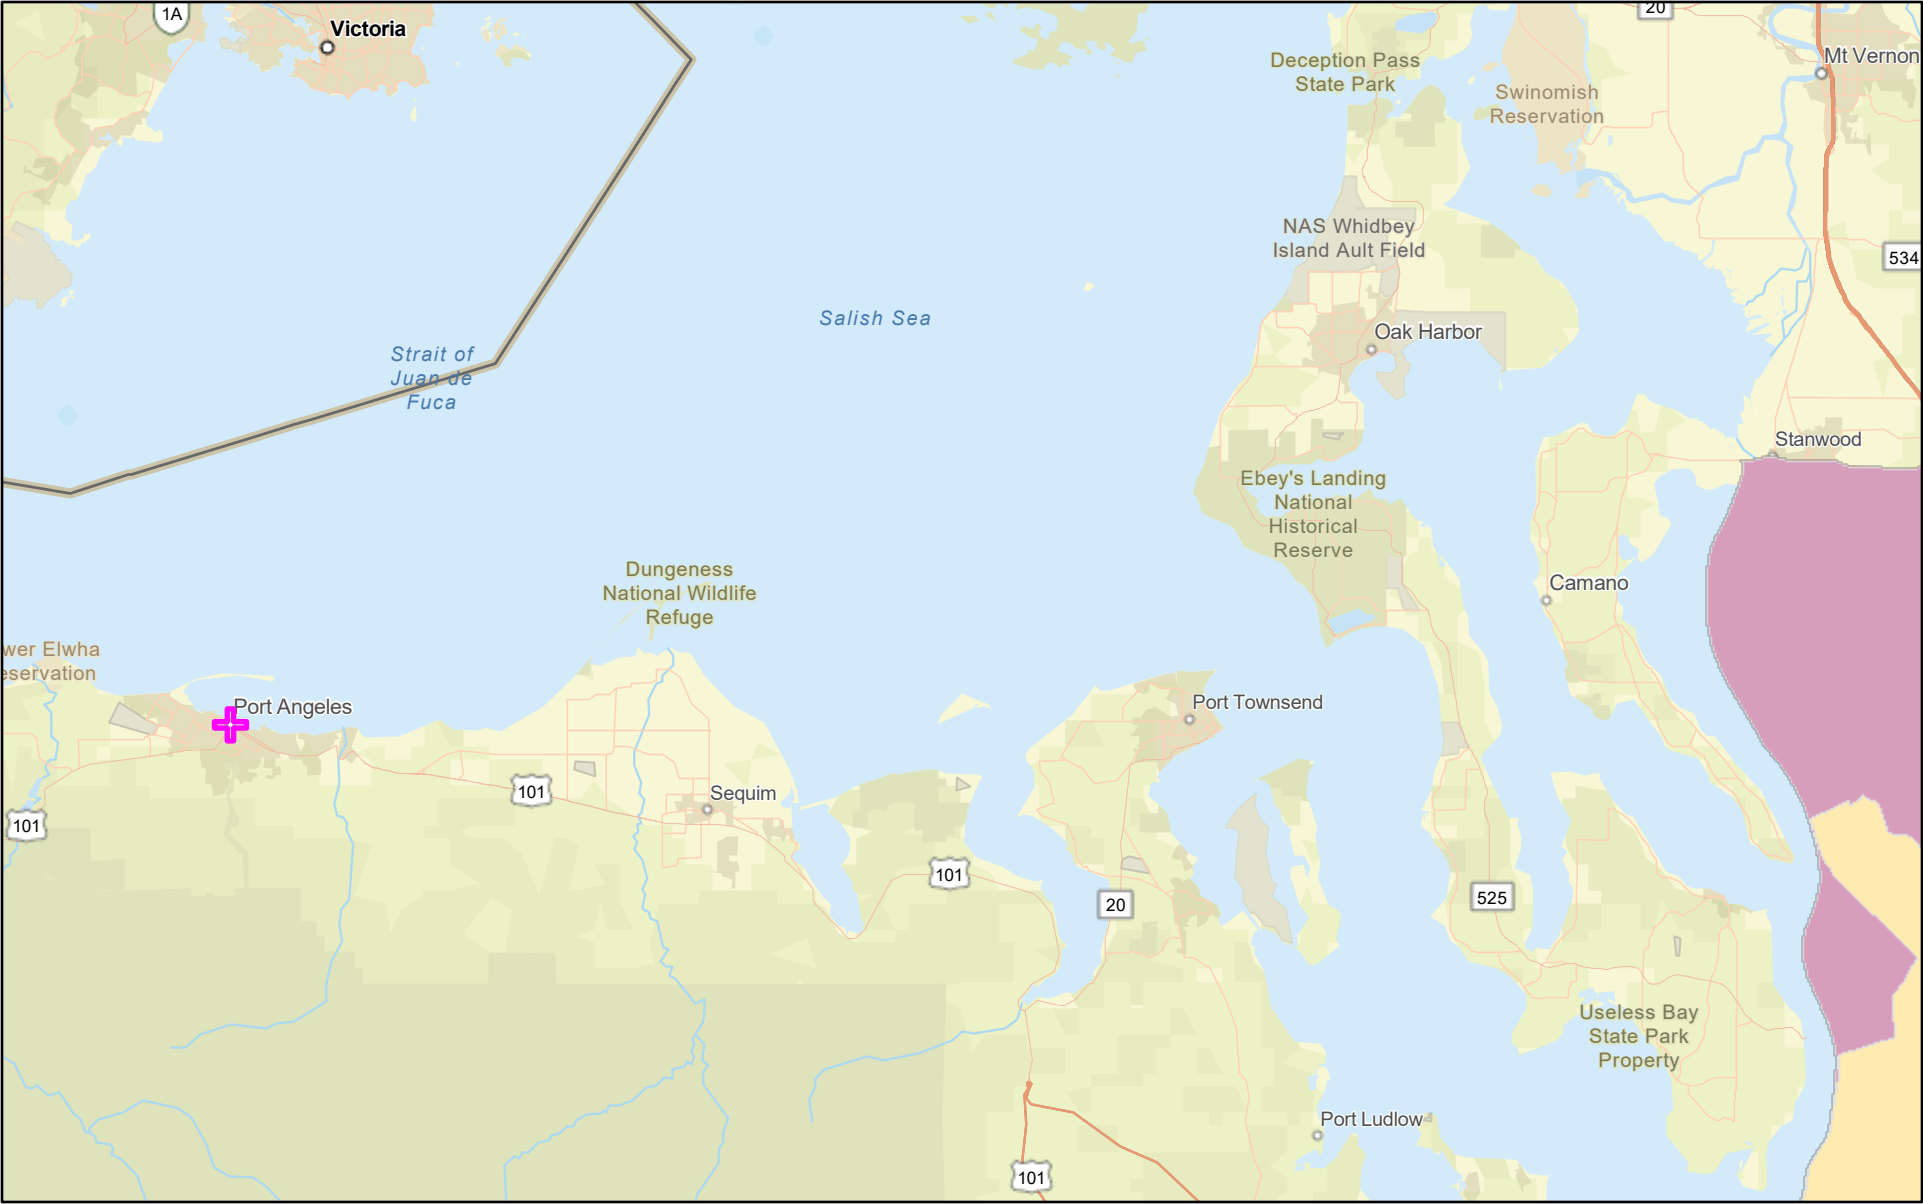 1A
Victoria
20
Deception Pass
State Park
Mt Vernon
Swinomish
Reservation
NAS Whidbey
Island Ault Field
534
Salish Sea
Oak Harbor
Strait of
Juan de
Fuca
Stanwood
Ebey's Landing
National
Historical
Reserve
Dungeness
National Wildlife
Refuge
Camano
wer Elwha
eservation
Port Angeles
Port Townsend
101
Sequim
101
101
20
525
Useless Bay
State Park
Property
Port Ludlow
101